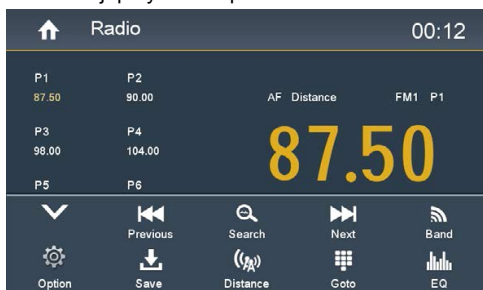 Radio 00:12
P1 P2
87.50 90.00 AF Distance FM1 P1
P3 P4
98.00 104.00 87.50
P5 P6
Previous Search Next Band
Option Save Distance Goto EQ